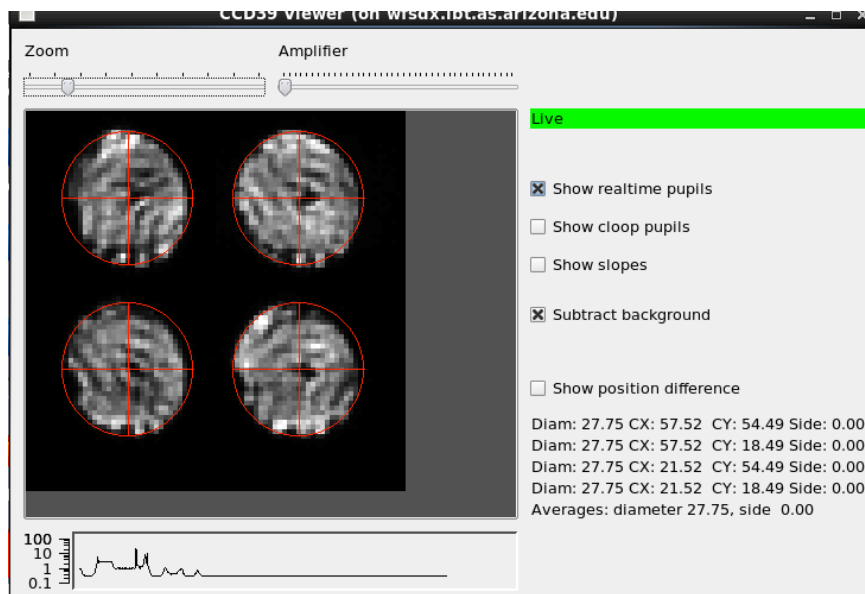 CCD39 Viewer (on wfsdx.lbt.as.arizona.edu)
Zoom
Amplifier
Live
Show realtime pupils
Show cloop pupils
Show slopes
Subtract background
Show position difference
Diam: 27.75 CX: 57.52 CY: 54.49 Side: 0.00
Diam: 27.75 CX: 57.52 CY: 18.49 Side: 0.00
Diam: 27.75 CX: 21.52 CY: 54.49 Side: 0.00
Diam: 27.75 CX: 21.52 CY: 18.49 Side: 0.00
Averages: diameter 27.75, side 0.00
100
10
1
0.1